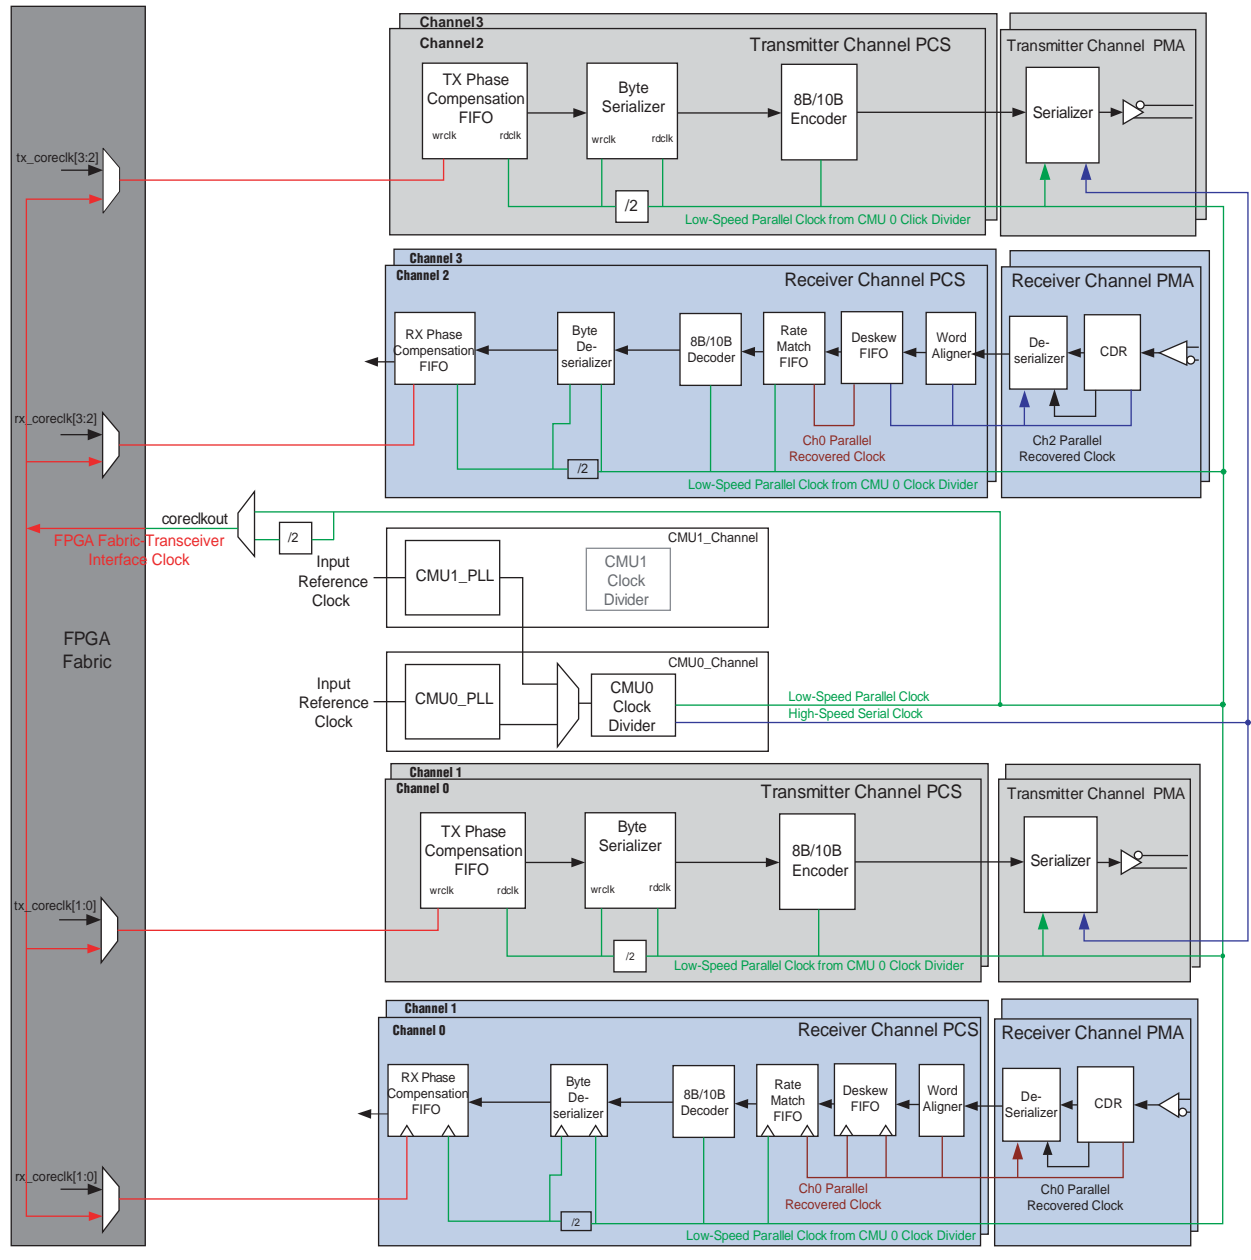 Channel3
Channel2
Transmitter Channel PCS
Transmitter Channel PMA
TX Phase
Compensation
FIFO
wrclk
rdclk
Byte
Serializer
wrclk
rdclk
8B/10B
Encoder
Serializer
/2
Low-Speed Parallel Clock from CMU 0 Click Divider
tx_coreclk[3:2]
Channel 3
Channel 2
Receiver Channel PCS
Receiver Channel PMA
RX Phase
Compensation
FIFO
Byte
De-
serializer
8B/10B
Decoder
Rate
Match
FIFO
Deskew
FIFO
Word
Aligner
De-
serializer
CDR
Ch0 Parallel
Recovered Clock
Ch2 Parallel
Recovered Clock
/2
Low-Speed Parallel Clock from CMU 0 Clock Divider
rx_coreclk[3:2]
coreclkout
/2
FPGA Fabric-Transceiver
Interface Clock
FPGA
Fabric
CMU1_Channel
Input
Reference
Clock
CMU1_PLL
CMU1
Clock
Divider
CMU0_Channel
Input
Reference
Clock
CMU0_PLL
CMU0
Clock
Divider
Low-Speed Parallel Clock
High-Speed Serial Clock
Channel 1
Channel 0
Transmitter Channel PCS
Transmitter Channel PMA
TX Phase
Compensation
FIFO
wrclk
rdclk
Byte
Serializer
wrclk
rdclk
8B/10B
Encoder
Serializer
/2
Low-Speed Parallel Clock from CMU 0 Clock Divider
tx_coreclk[1:0]
Channel 1
Channel 0
Receiver Channel PCS
Receiver Channel PMA
RX Phase
Compensation
FIFO
Byte
De-
serializer
8B/10B
Decoder
Rate
Match
FIFO
Deskew
FIFO
Word
Aligner
De-
Serializer
CDR
Ch0 Parallel
Recovered Clock
Ch0 Parallel
Recovered Clock
/2
Low-Speed Parallel Clock from CMU 0 Clock Divider
rx_coreclk[1:0]